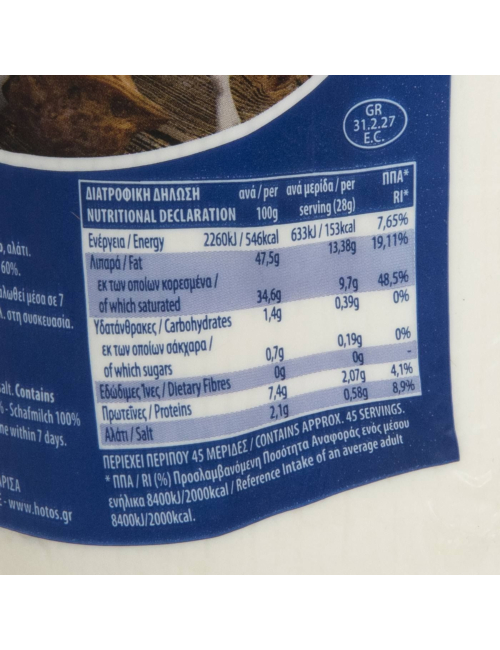 GR
31.2.27
E.C.
ΔΙΑΤΡΟΦΙΚΗ ΔΗΛΩΣΗ ανά / per ανά μερίδα / per ΠΠΑ*
NUTRITIONAL DECLARATION 100g serving (28g) RI*
Ενέργεια / Energy 2260kJ / 546kcal 633kJ / 153kcal 7,65%
Λιπαρά / Fat 47,5g 13,38g 19,11%
εκ των οποίων κορεσμένα /
of which saturated 34,6g 9,7g 48,5%
Υδατάνθρακες / Carbohydrates 1,4g 0,39g 0%
εκ των οποίων σάκχαρα /
of which sugars 0,7g 0,19g 0%
Εδώδιμες Ίνες / Dietary Fibres 0g 0g -
Πρωτεΐνες / Proteins 7,4g 2,07g 4,1%
Αλάτι / Salt 2,1g 0,58g 8,9%
ΠΕΡΙΕΧΕΙ ΠΕΡΙΠΟΥ 45 ΜΕΡΙΔΕΣ / CONTAINS APPROX. 45 SERVINGS.
* ΠΠΑ / RI (%) Προσλαμβανόμενη Ποσότητα Αναφοράς ενός μέσου
ενήλικα 8400kJ/2000kcal / Reference Intake of an average adult
8400kJ/2000kcal.
αλάτι.
60%.
μέσα σε 7
στη συσκευασία.
salt. Contains
- Schafmilch 100%
within 7 days.
- www.hotos.gr